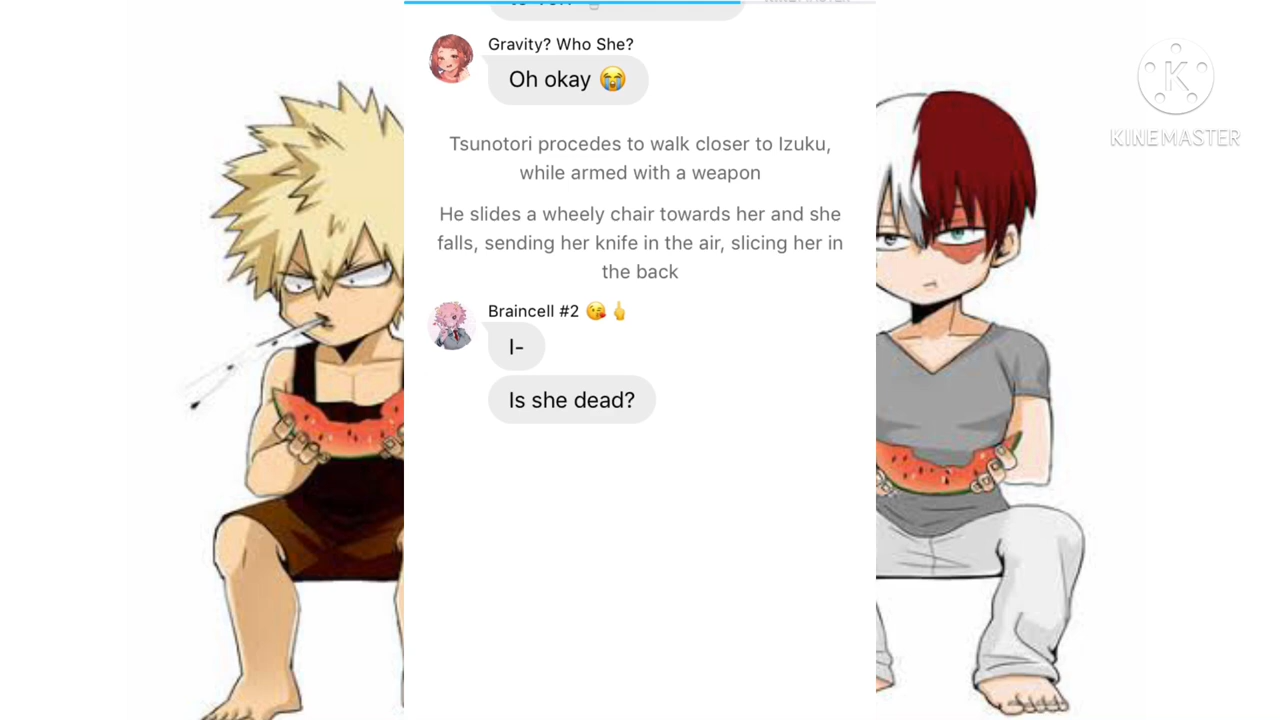 Gravity? Who She?
Oh okay 😭
Tsunotori procedes to walk closer to Izuku,
while armed with a weapon
He slides a wheely chair towards her and she
falls, sending her knife in the air, slicing her in
the back
Braincell #2 😘🖕
I-
Is she dead?
KINEMASTER